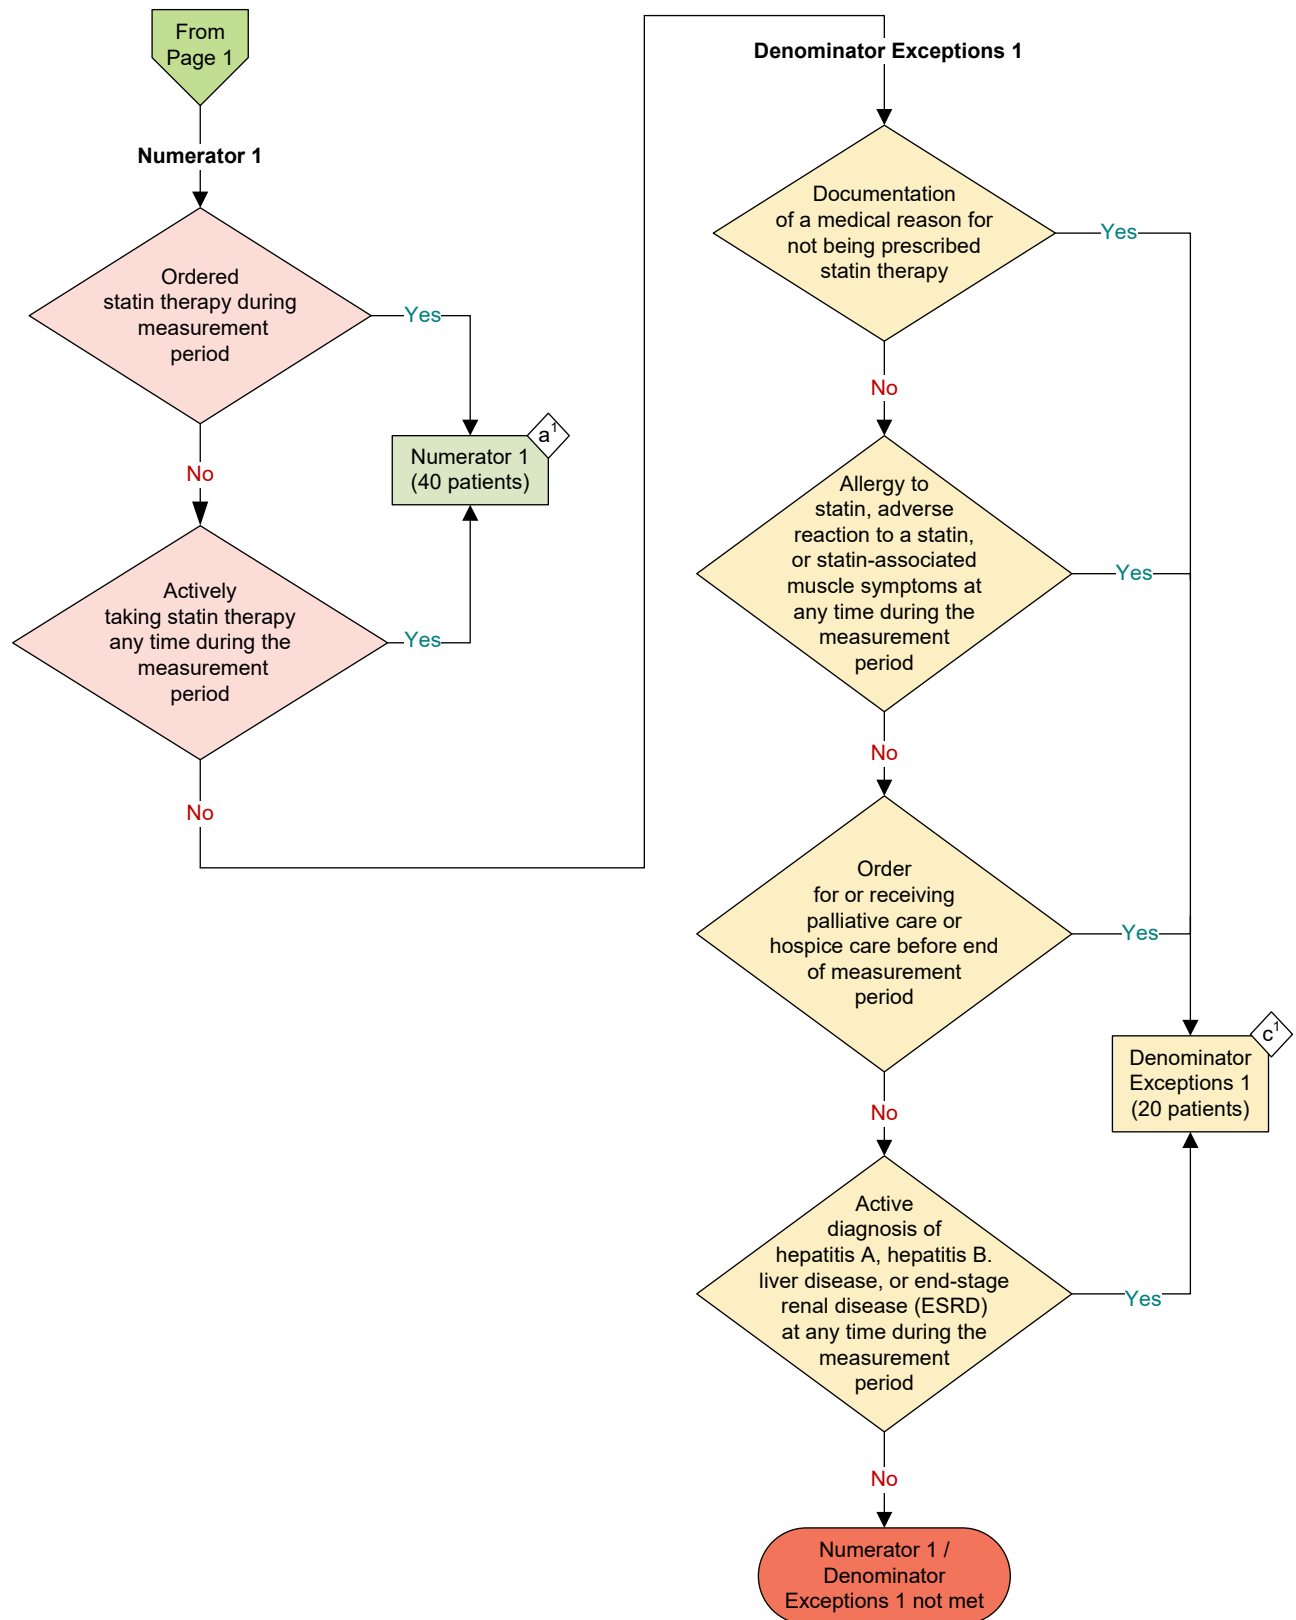 From
Page 1
Numerator 1
Ordered
statin therapy during
measurement
period
Yes
No
a1
Numerator 1
(40 patients)
Actively
taking statin therapy
any time during the
measurement
period
Yes
No
Denominator Exceptions 1
Documentation
of a medical reason for
not being prescribed
statin therapy
Yes
No
Allergy to
statin, adverse
reaction to a statin,
or statin-associated
muscle symptoms at
any time during the
measurement
period
Yes
No
Order
for or receiving
palliative care or
hospice care before end
of measurement
period
Yes
No
c1
Denominator
Exceptions 1
(20 patients)
Active
diagnosis of
hepatitis A, hepatitis B.
liver disease, or end-stage
renal disease (ESRD)
at any time during the
measurement
period
Yes
No
Numerator 1 /
Denominator
Exceptions 1 not met